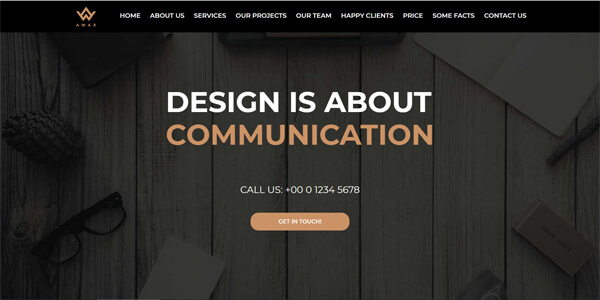 AWAX
HOME ABOUT US SERVICES OUR PROJECTS OUR TEAM HAPPY CLIENTS PRICE SOME FACTS CONTACT US
DESIGN IS ABOUT
COMMUNICATION
CALL US: +00 0 1234 5678
GET IN TOUCH!